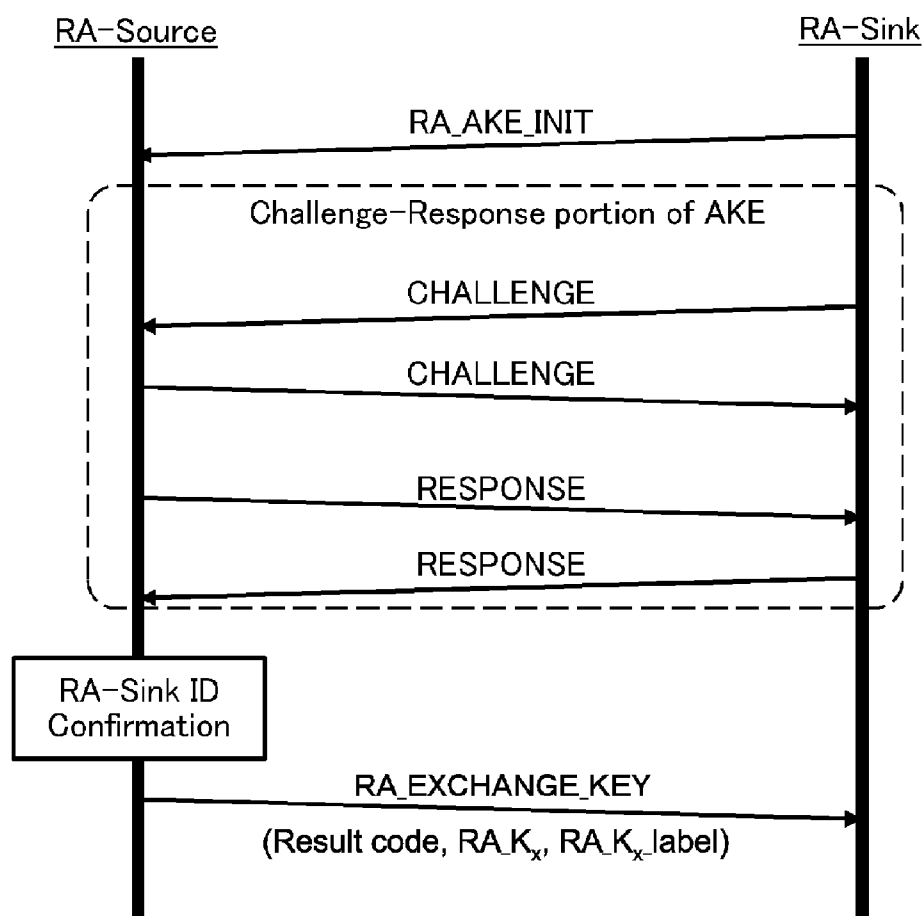 RA-Source
RA-Sink
RA_AKE_INIT
Challenge-Response portion of AKE
CHALLENGE
CHALLENGE
RESPONSE
RESPONSE
RA-Sink ID
Confirmation
RA_EXCHANGE_KEY
(Result code, RA_Kx, RA_Kx_label)